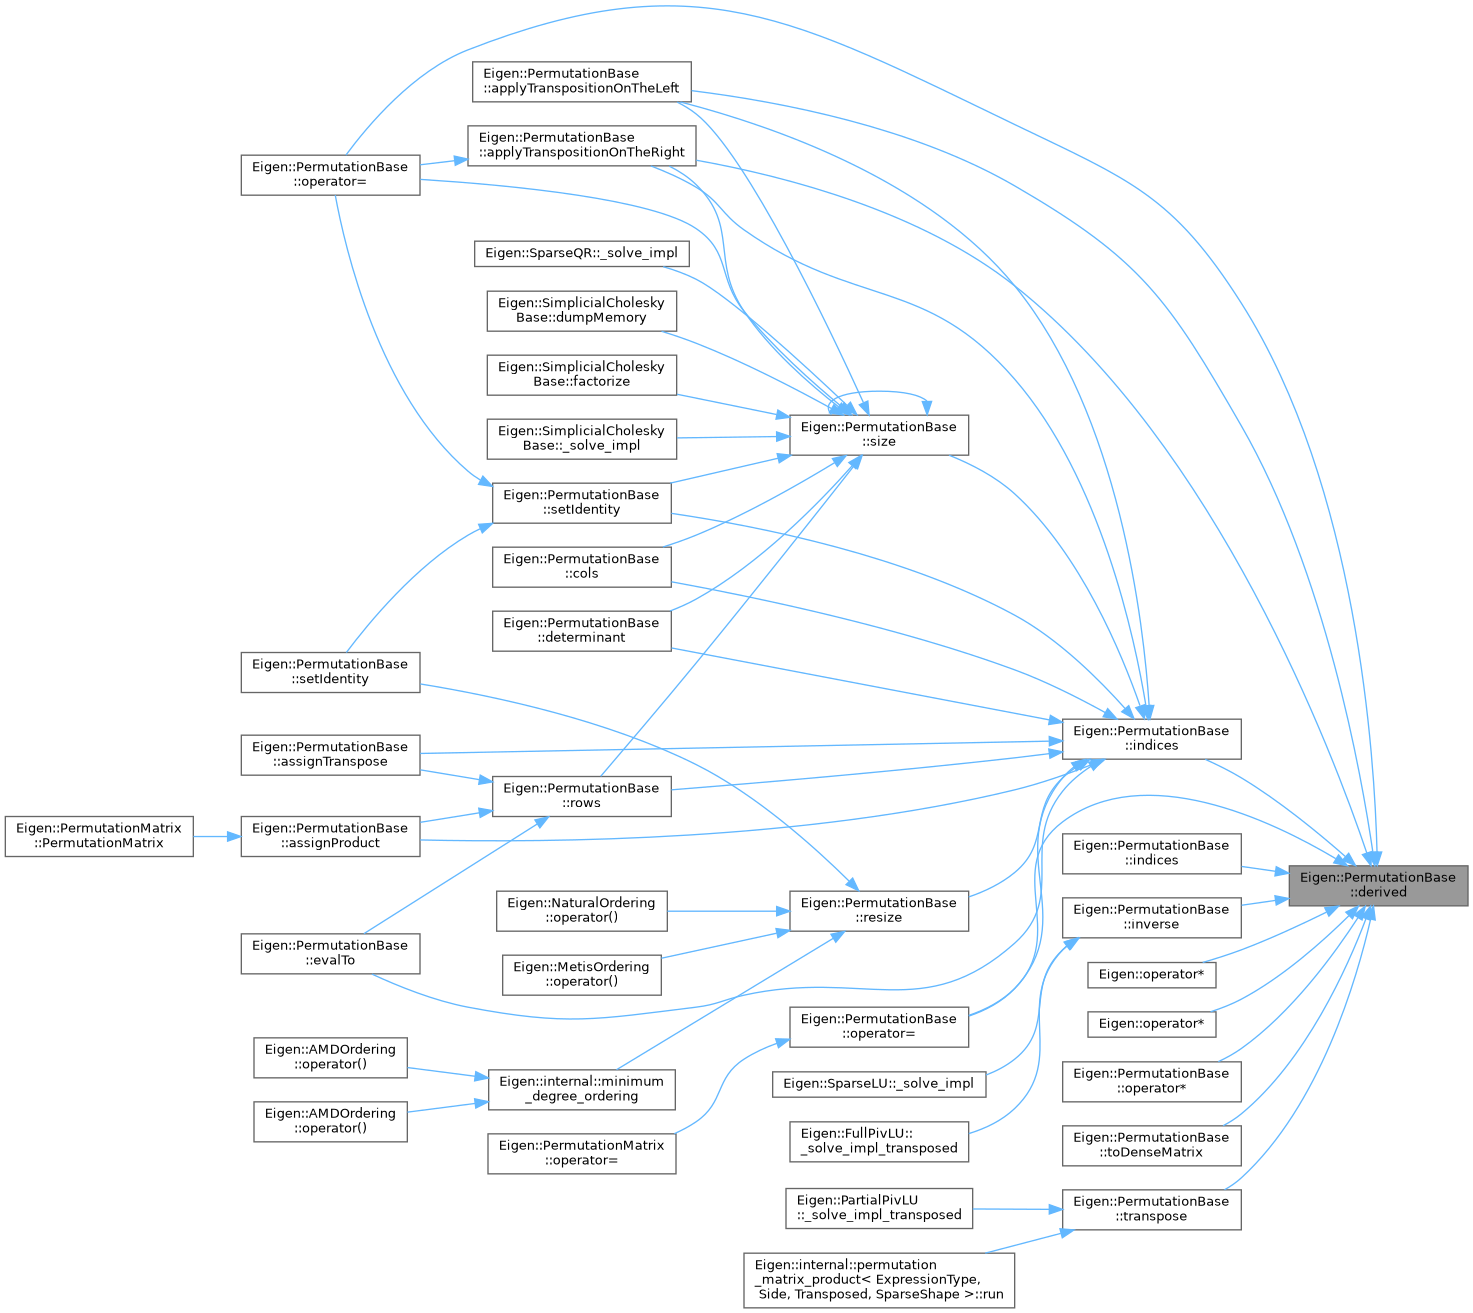 Eigen::PermutationBase
::applyTranspositionOnTheLeft
Eigen::PermutationBase
::applyTranspositionOnTheRight
Eigen::PermutationBase
::operator=
Eigen::SparseQR::_solve_impl
Eigen::SimplicialCholesky
Base::dumpMemory
Eigen::SimplicialCholesky
Base::factorize
Eigen::SimplicialCholesky
Base::_solve_impl
Eigen::PermutationBase
::size
Eigen::PermutationBase
::setIdentity
Eigen::PermutationBase
::cols
Eigen::PermutationBase
::determinant
Eigen::PermutationBase
::setIdentity
Eigen::PermutationBase
::indices
Eigen::PermutationBase
::assignTranspose
Eigen::PermutationBase
::rows
Eigen::PermutationMatrix
::PermutationMatrix
Eigen::PermutationBase
::assignProduct
Eigen::PermutationBase
::indices
Eigen::PermutationBase
::derived
Eigen::NaturalOrdering
::operator()
Eigen::PermutationBase
::resize
Eigen::PermutationBase
::inverse
Eigen::PermutationBase
::evalTo
Eigen::MetisOrdering
::operator()
Eigen::operator*
Eigen::PermutationBase
::operator=
Eigen::operator*
Eigen::AMDOrdering
::operator()
Eigen::internal::minimum
_degree_ordering
Eigen::SparseLU::_solve_impl
Eigen::PermutationBase
::operator*
Eigen::AMDOrdering
::operator()
Eigen::PermutationMatrix
::operator=
Eigen::FullPivLU::
_solve_impl_transposed
Eigen::PermutationBase
::toDenseMatrix
Eigen::PartialPivLU
::_solve_impl_transposed
Eigen::PermutationBase
::transpose
Eigen::internal::permutation
_matrix_product< ExpressionType,
Side, Transposed, SparseShape >::run